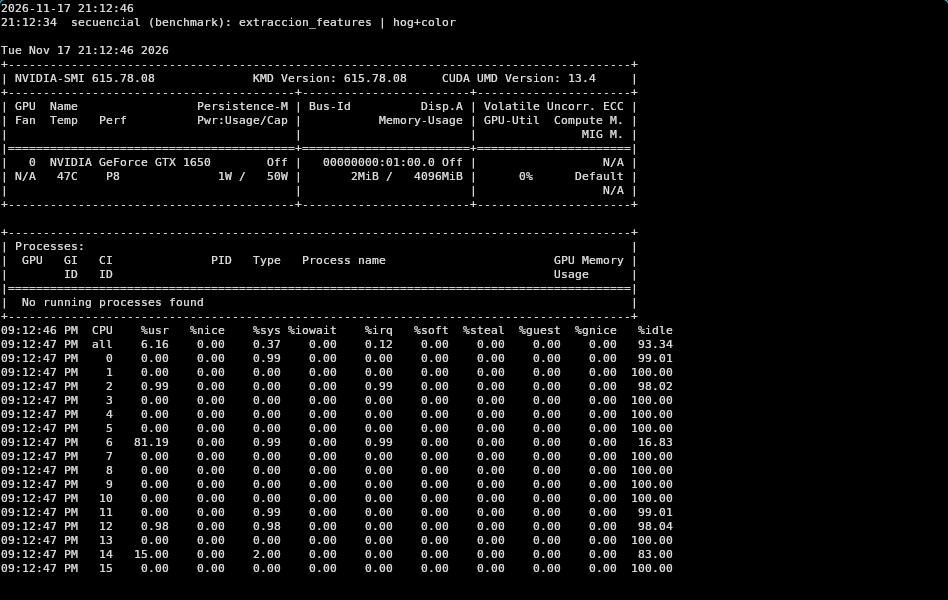 2026-11-17 21:12:46
21:12:34  secuencial (benchmark): extraccion_features | hog+color

Tue Nov 17 21:12:46 2026
+-----------------------------------------------------------------------------------------+
| NVIDIA-SMI 615.78.08              KMD Version: 615.78.08     CUDA UMD Version: 13.4     |
+-----------------------------------------+------------------------+----------------------+
| GPU  Name                 Persistence-M | Bus-Id          Disp.A | Volatile Uncorr. ECC |
| Fan  Temp   Perf          Pwr:Usage/Cap |           Memory-Usage | GPU-Util  Compute M. |
|                                         |                        |               MIG M. |
|=========================================+========================+======================|
|   0  NVIDIA GeForce GTX 1650        Off |   00000000:01:00.0 Off |                  N/A |
| N/A   47C    P8               1W /   50W |       2MiB /   4096MiB |      0%      Default |
|                                         |                        |                  N/A |
+-----------------------------------------+------------------------+----------------------+

+-----------------------------------------------------------------------------------------+
| Processes:                                                                              |
|  GPU   GI   CI              PID   Type   Process name                        GPU Memory |
|        ID   ID                                                               Usage      |
|=========================================================================================|
|  No running processes found                                                             |
+-----------------------------------------------------------------------------------------+
09:12:46 PM  CPU    %usr   %nice    %sys %iowait    %irq   %soft  %steal  %guest  %gnice   %idle
09:12:47 PM  all    6.16    0.00    0.37    0.00    0.12    0.00    0.00    0.00    0.00   93.34
09:12:47 PM    0    0.00    0.00    0.99    0.00    0.00    0.00    0.00    0.00    0.00   99.01
09:12:47 PM    1    0.00    0.00    0.00    0.00    0.00    0.00    0.00    0.00    0.00  100.00
09:12:47 PM    2    0.99    0.00    0.00    0.00    0.99    0.00    0.00    0.00    0.00   98.02
09:12:47 PM    3    0.00    0.00    0.00    0.00    0.00    0.00    0.00    0.00    0.00  100.00
09:12:47 PM    4    0.00    0.00    0.00    0.00    0.00    0.00    0.00    0.00    0.00  100.00
09:12:47 PM    5    0.00    0.00    0.00    0.00    0.00    0.00    0.00    0.00    0.00  100.00
09:12:47 PM    6   81.19    0.00    0.99    0.00    0.99    0.00    0.00    0.00    0.00   16.83
09:12:47 PM    7    0.00    0.00    0.00    0.00    0.00    0.00    0.00    0.00    0.00  100.00
09:12:47 PM    8    0.00    0.00    0.00    0.00    0.00    0.00    0.00    0.00    0.00  100.00
09:12:47 PM    9    0.00    0.00    0.00    0.00    0.00    0.00    0.00    0.00    0.00  100.00
09:12:47 PM   10    0.00    0.00    0.00    0.00    0.00    0.00    0.00    0.00    0.00  100.00
09:12:47 PM   11    0.00    0.00    0.99    0.00    0.00    0.00    0.00    0.00    0.00   99.01
09:12:47 PM   12    0.98    0.00    0.98    0.00    0.00    0.00    0.00    0.00    0.00   98.04
09:12:47 PM   13    0.00    0.00    0.00    0.00    0.00    0.00    0.00    0.00    0.00  100.00
09:12:47 PM   14   15.00    0.00    2.00    0.00    0.00    0.00    0.00    0.00    0.00   83.00
09:12:47 PM   15    0.00    0.00    0.00    0.00    0.00    0.00    0.00    0.00    0.00  100.00